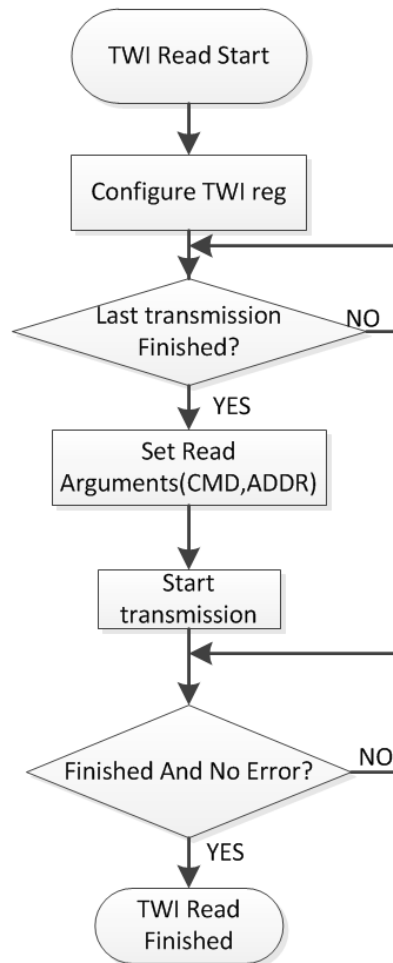 TWI Read Start
Configure TWI reg
Last transmission
Finished?
NO
YES
Set Read
Arguments(CMD,ADDR)
Start
transmission
Finished And No Error?
NO
YES
TWI Read
Finished